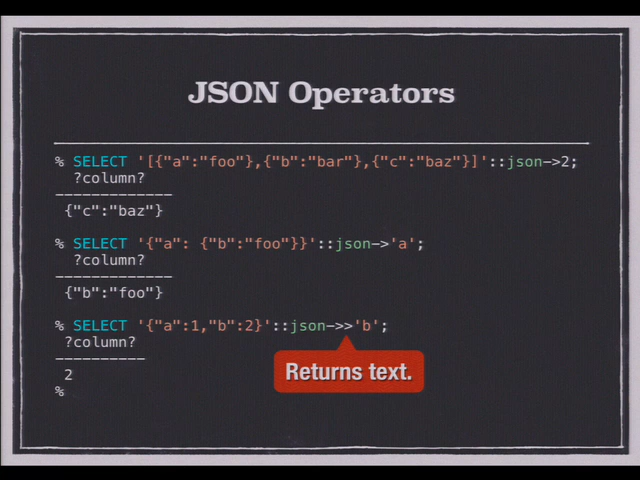 JSON Operators
% SELECT '[{"a":"foo"},{"b":"bar"},{"c":"baz"}]'::json->2;
?column?
-------------
{"c":"baz"}
% SELECT '{"a": {"b":"foo"}}'::json->'a';
?column?
-------------
{"b":"foo"}
% SELECT '{"a":1,"b":2}'::json->>'b';
?column?
----------
2
Returns text.
%